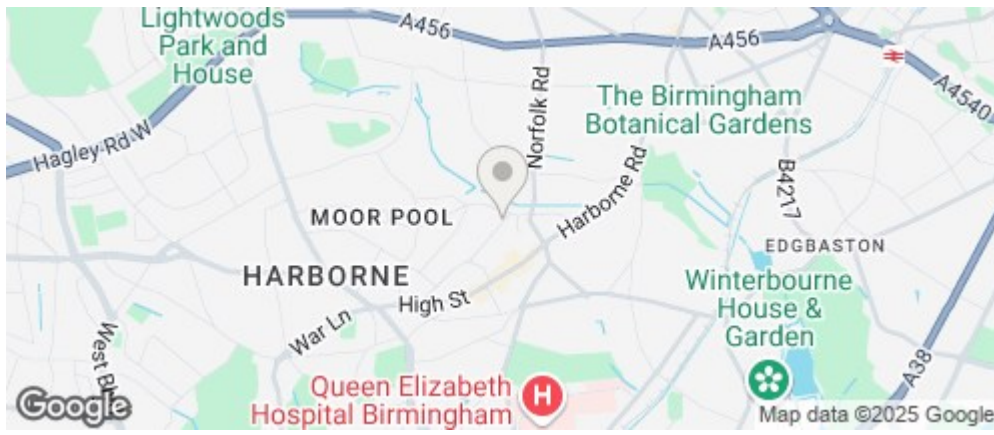 Lightwoods
Park and
House
A456
A456
A4540
Hagley Rd W
Norfolk Rd
The Birmingham
Botanical Gardens
B4217
Harborne Rd
MOOR POOL
EDGBASTON
HARBORNE
High St
War Ln
Winterbourne
House &
Garden
A38
Queen Elizabeth
Hospital Birmingham
H
Google
Map data ©2025 Google